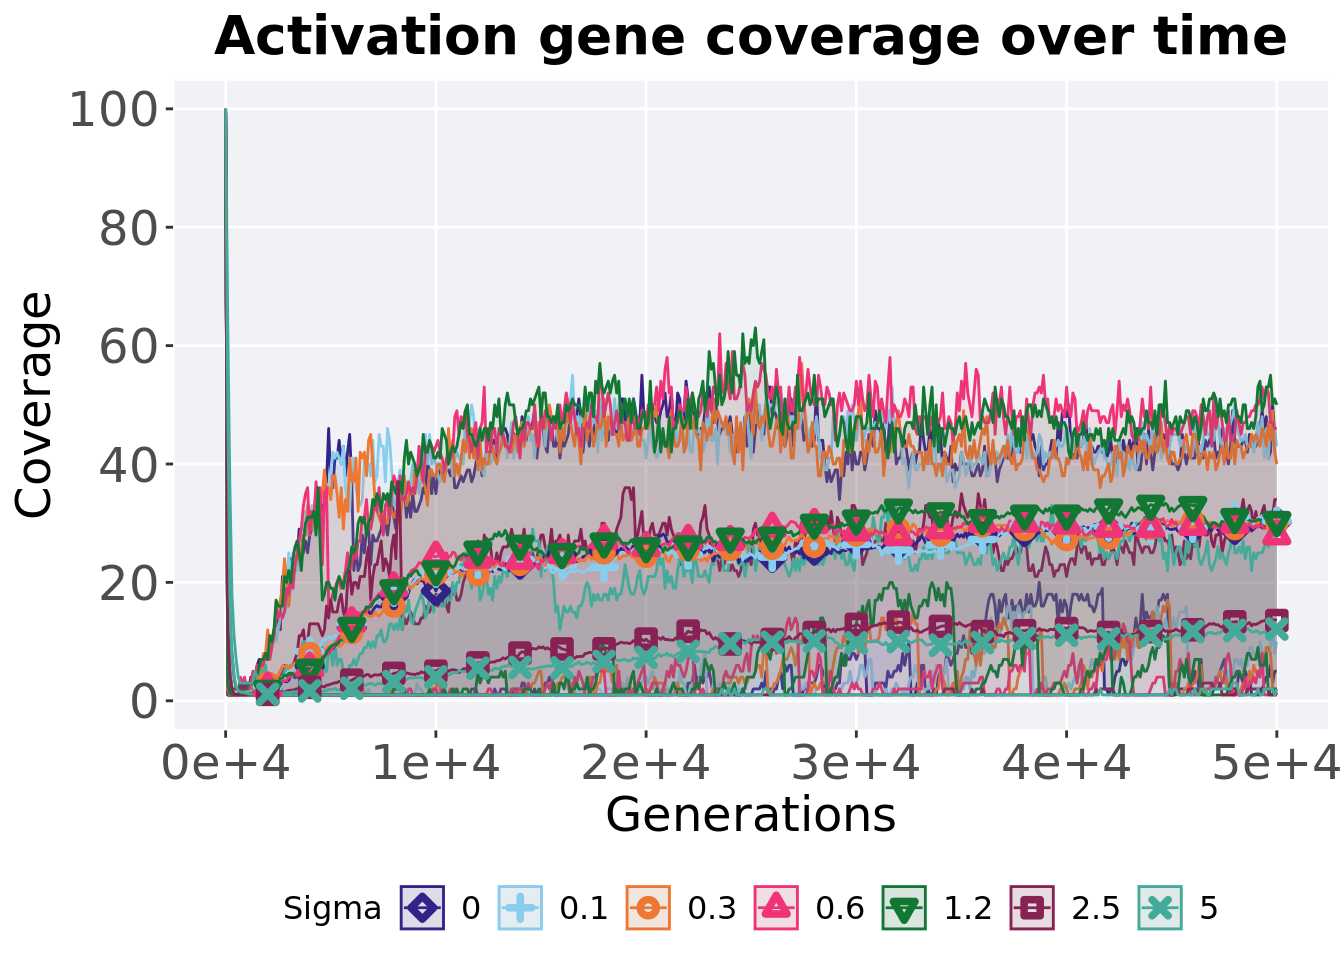 Activation gene coverage over time
Coverage
100
80
60
40
20
0
0e+4 1e+4 2e+4 3e+4 4e+4 5e+4
Generations
Sigma 0 0.1 0.3 0.6 1.2 2.5 5